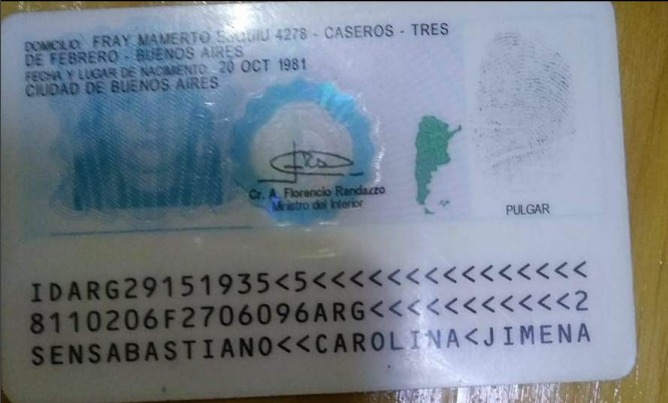 DOMICILIO: FRAY MAMERTO ESQUIU 4278 - CASEROS - TRES
DE FEBRERO - BUENOS AIRES
FECHA Y LUGAR DE NACIMIENTO: 20 OCT 1981
CIUDAD DE BUENOS AIRES
Cr. A. Florencio Randazzo
Ministro del Interior
PULGAR
IDARG29151935<5<<<<<<<<<<<<<<<
8110206F2706096ARG<<<<<<<<<<<2
SENSABASTIANO<<CAROLINA<JIMENA